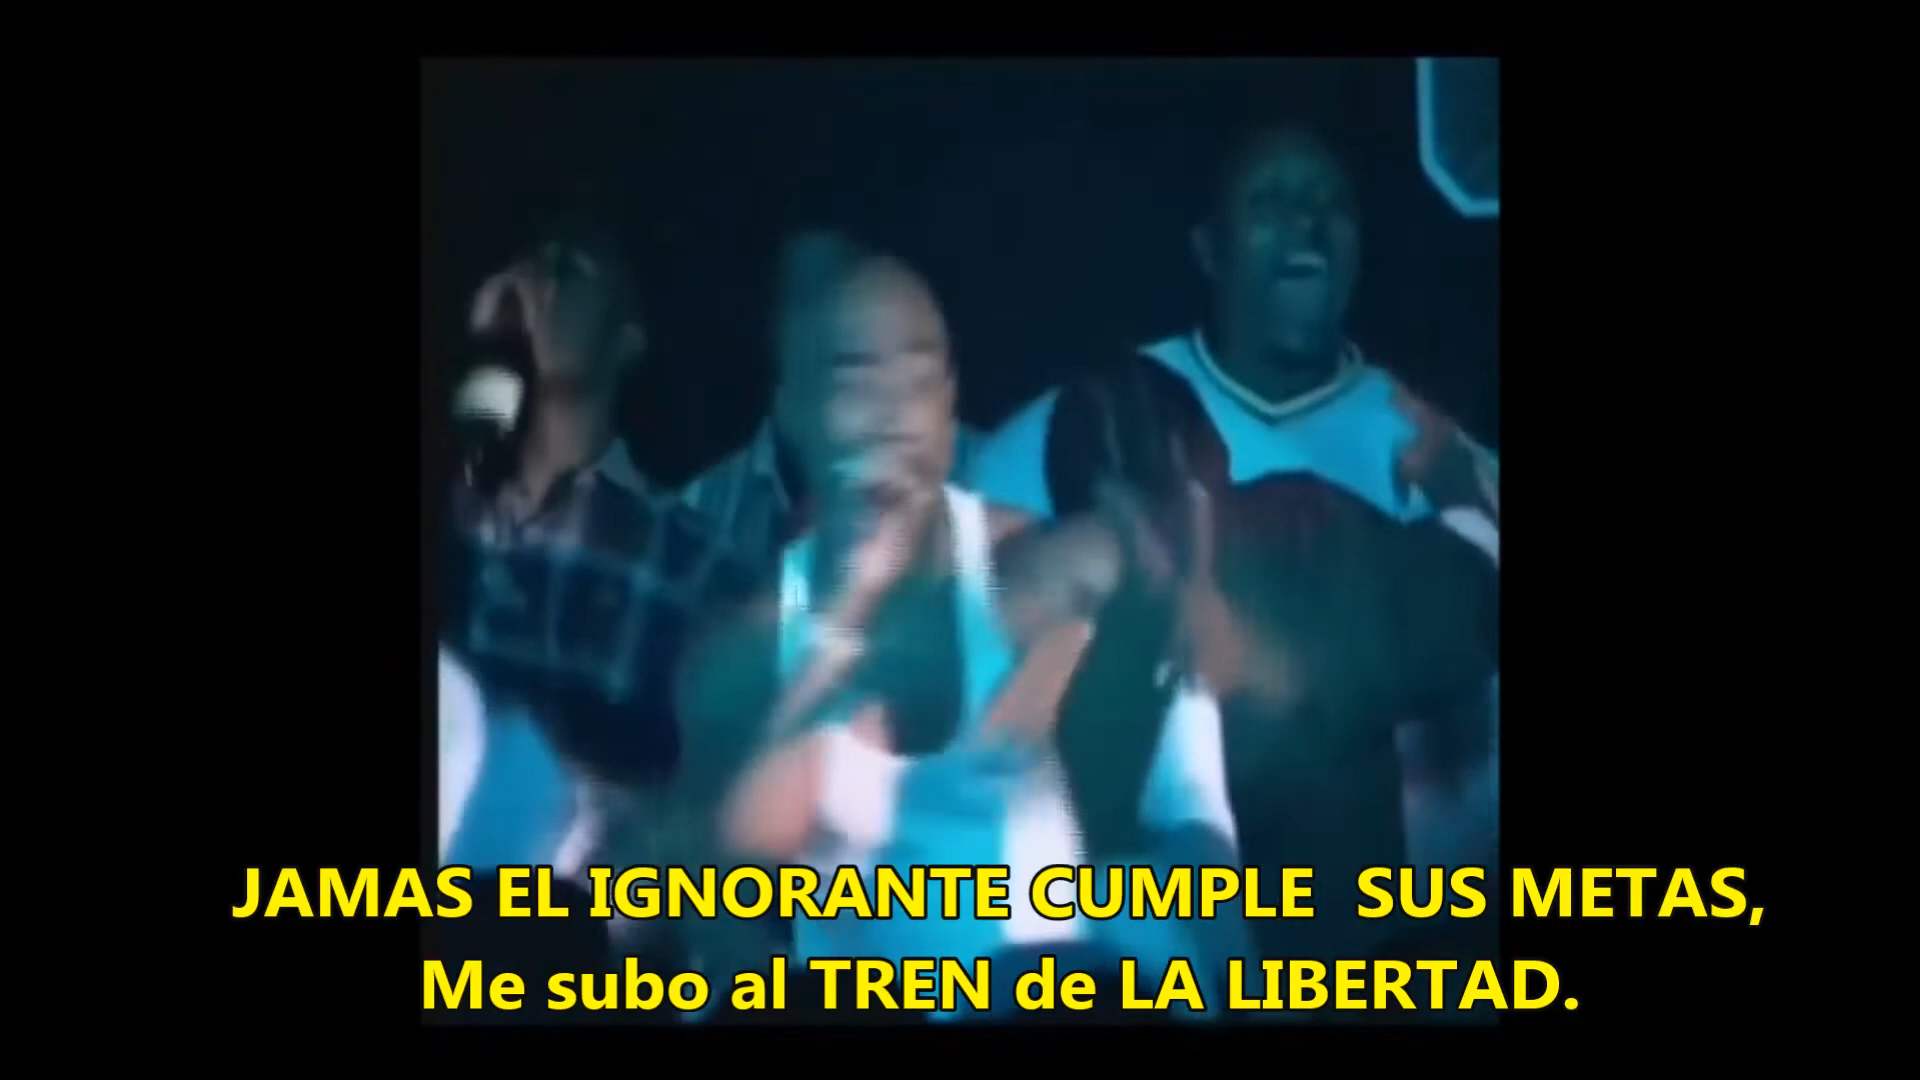 JAMAS EL IGNORANTE CUMPLE  SUS METAS,
Me subo al TREN de LA LIBERTAD.